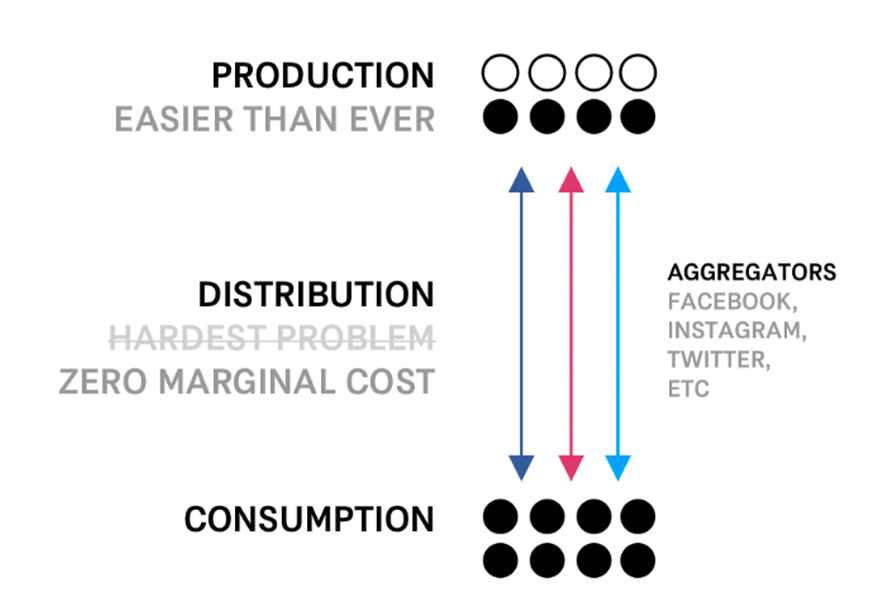 PRODUCTION
EASIER THAN EVER
DISTRIBUTION
HARDEST PROBLEM
ZERO MARGINAL COST
AGGREGATORS
FACEBOOK,
INSTAGRAM,
TWITTER,
ETC
CONSUMPTION